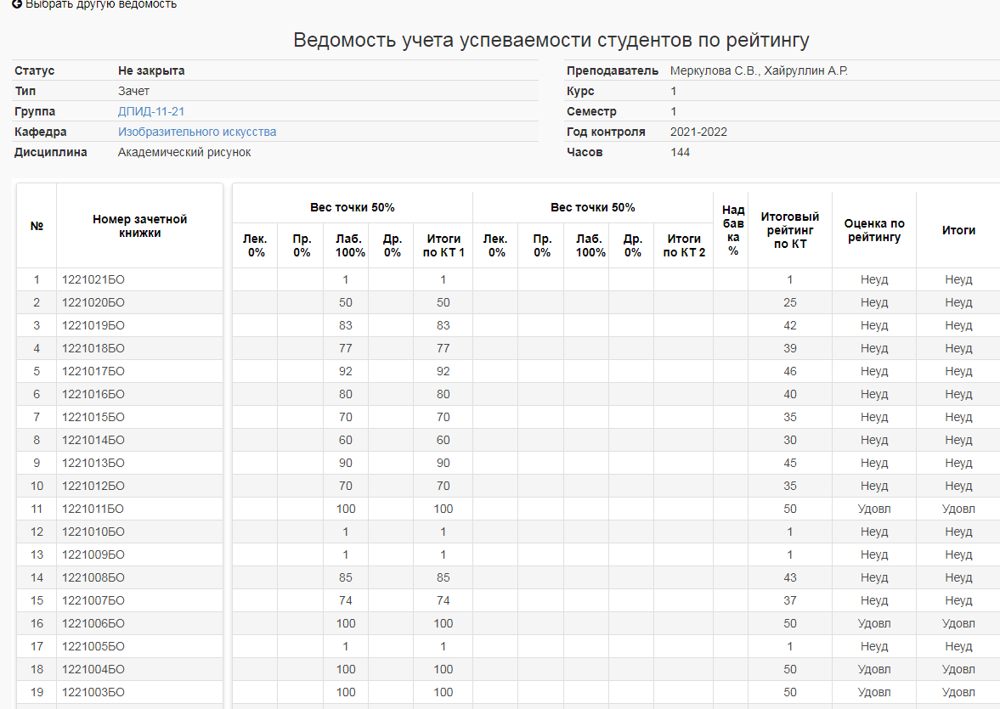 Выбрать другую ведомость
Ведомость учета успеваемости студентов по рейтингу
Статус Не закрыта
Тип Зачет
Группа ДПИД-11-21
Кафедра Изобразительного искусства
Дисциплина Академический рисунок
Преподаватель Меркулова С.В., Хайруллин А.Р.
Курс 1
Семестр 1
Год контроля 2021-2022
Часов 144
№ Номер зачетной книжки Вес точки 50% Вес точки 50% Над бав ка % Итоговый рейтинг по КТ Оценка по рейтингу Итоги
Лек. 0% Пр. 0% Лаб. 100% Др. 0% Итоги по КТ 1 Лек. 0% Пр. 0% Лаб. 100% Др. 0% Итоги по КТ 2
1 1221021БО 1 1 1 Неуд Неуд
2 1221020БО 50 50 25 Неуд Неуд
3 1221019БО 83 83 42 Неуд Неуд
4 1221018БО 77 77 39 Неуд Неуд
5 1221017БО 92 92 46 Неуд Неуд
6 1221016БО 80 80 40 Неуд Неуд
7 1221015БО 70 70 35 Неуд Неуд
8 1221014БО 60 60 30 Неуд Неуд
9 1221013БО 90 90 45 Неуд Неуд
10 1221012БО 70 70 35 Неуд Неуд
11 1221011БО 100 100 50 Удовл Удовл
12 1221010БО 1 1 1 Неуд Неуд
13 1221009БО 1 1 1 Неуд Неуд
14 1221008БО 85 85 43 Неуд Неуд
15 1221007БО 74 74 37 Неуд Неуд
16 1221006БО 100 100 50 Удовл Удовл
17 1221005БО 1 1 1 Неуд Неуд
18 1221004БО 100 100 50 Удовл Удовл
19 1221003БО 100 100 50 Удовл Удовл